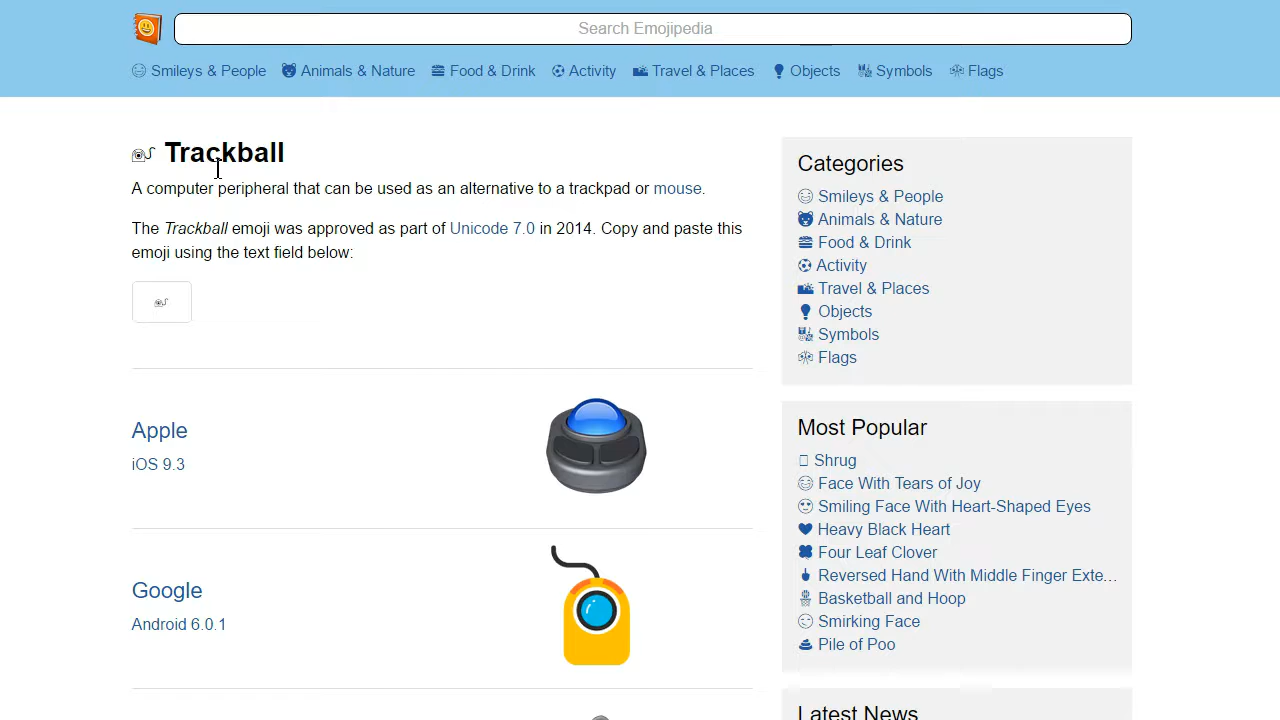 Search Emojipedia
Smileys & People Animals & Nature Food & Drink Activity Travel & Places Objects Symbols Flags
Trackball
A computer peripheral that can be used as an alternative to a trackpad or mouse.
The Trackball emoji was approved as part of Unicode 7.0 in 2014. Copy and paste this
emoji using the text field below:
Apple
iOS 9.3
Google
Android 6.0.1
Categories
Smileys & People
Animals & Nature
Food & Drink
Activity
Travel & Places
Objects
Symbols
Flags
Most Popular
Shrug
Face With Tears of Joy
Smiling Face With Heart-Shaped Eyes
Heavy Black Heart
Four Leaf Clover
Reversed Hand With Middle Finger Exte...
Basketball and Hoop
Smirking Face
Pile of Poo
Latest News